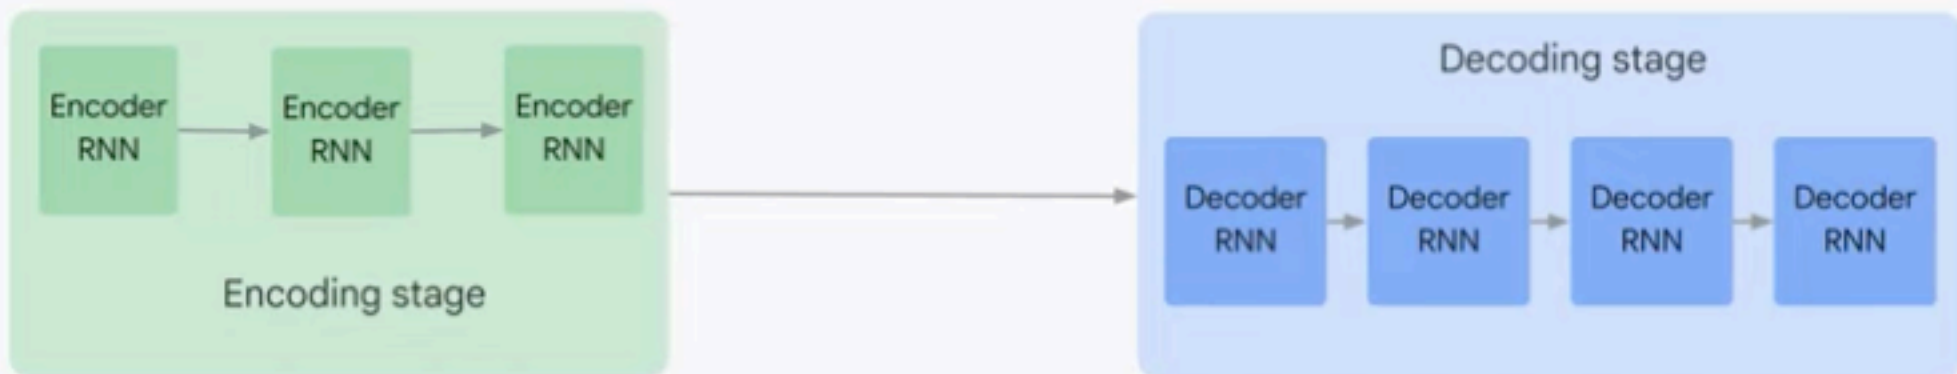 Encoder
RNN
Encoder
RNN
Encoder
RNN
Encoding stage
Decoding stage
Decoder
RNN
Decoder
RNN
Decoder
RNN
Decoder
RNN